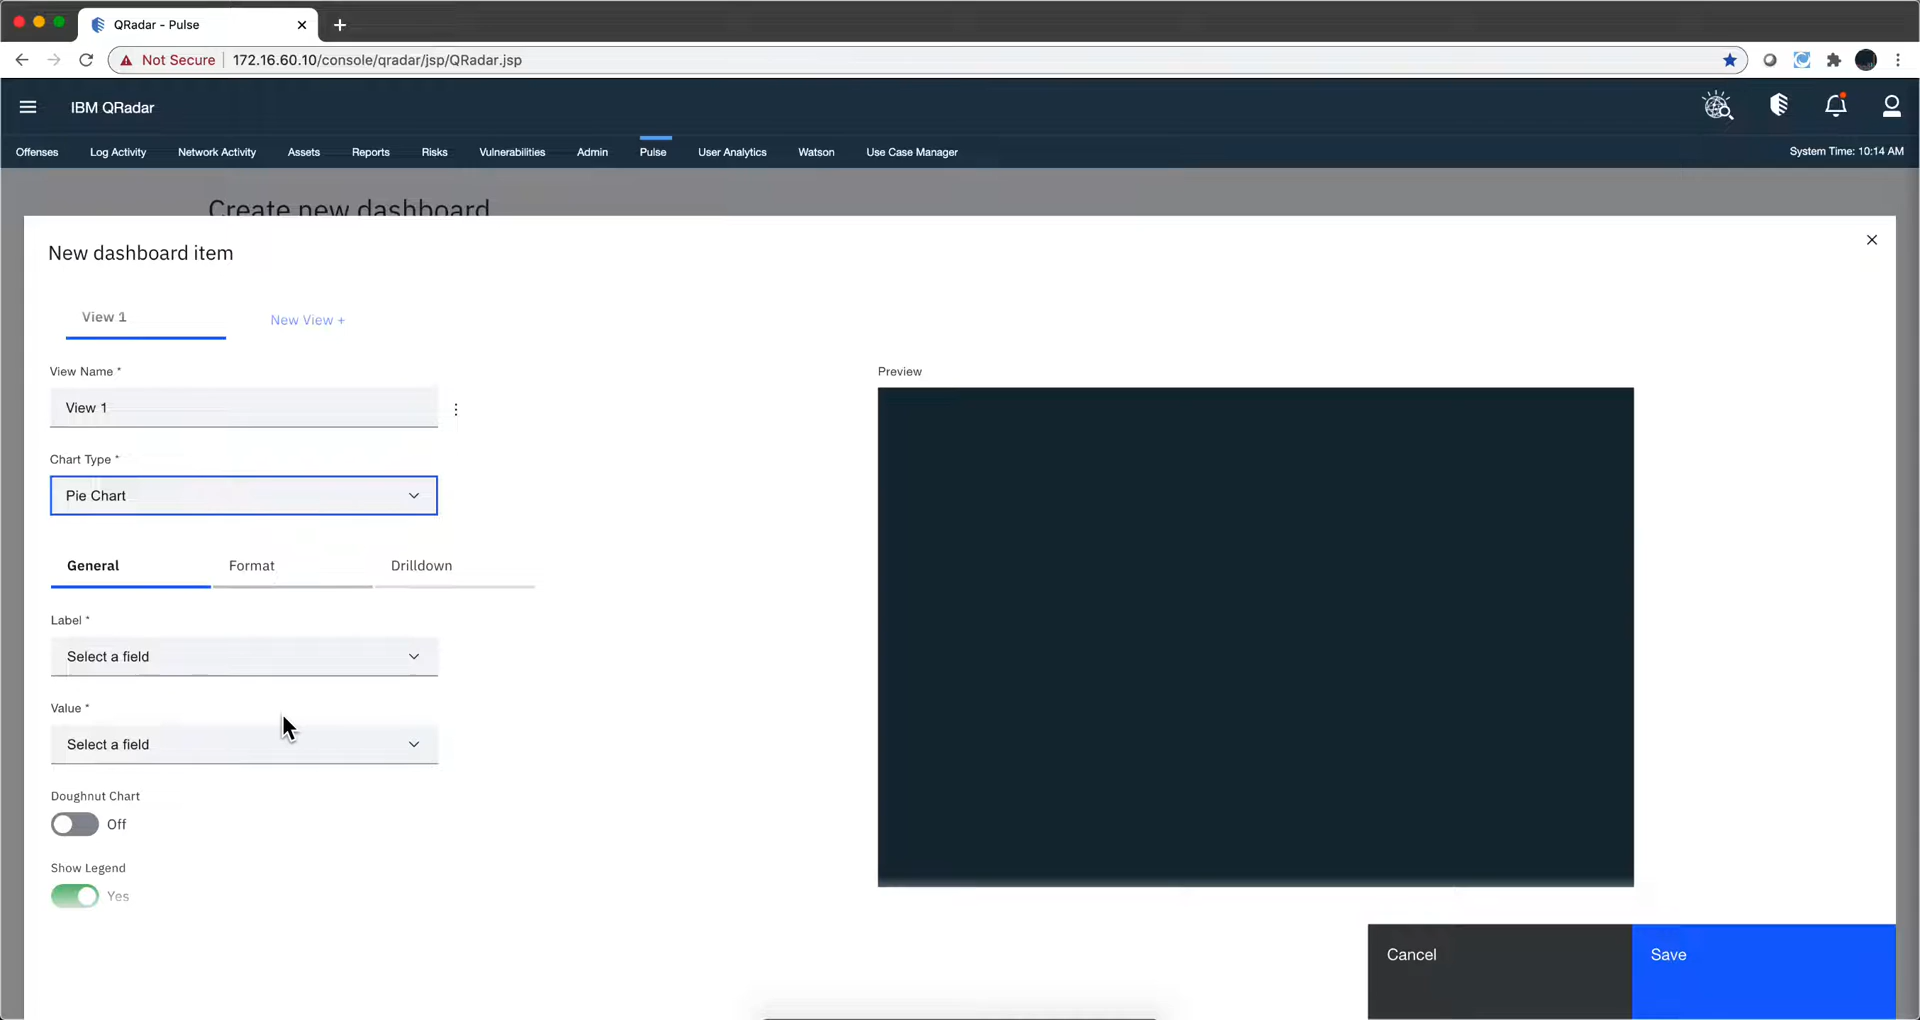 QRadar - Pulse
Not Secure
172.16.60.10/console/qradar/jsp/QRadar.jsp
IBM QRadar
Offenses
Log Activity
Network Activity
Assets
Reports
Risks
Vulnerabilities
Admin
Pulse
User Analytics
Watson
Use Case Manager
System Time: 10:14 AM
Create new dashboard
New dashboard item
View 1
New View +
View Name *
View 1
Chart Type *
Pie Chart
General
Format
Drilldown
Label *
Select a field
Value *
Select a field
Doughnut Chart
Off
Show Legend
Yes
Preview
Cancel
Save